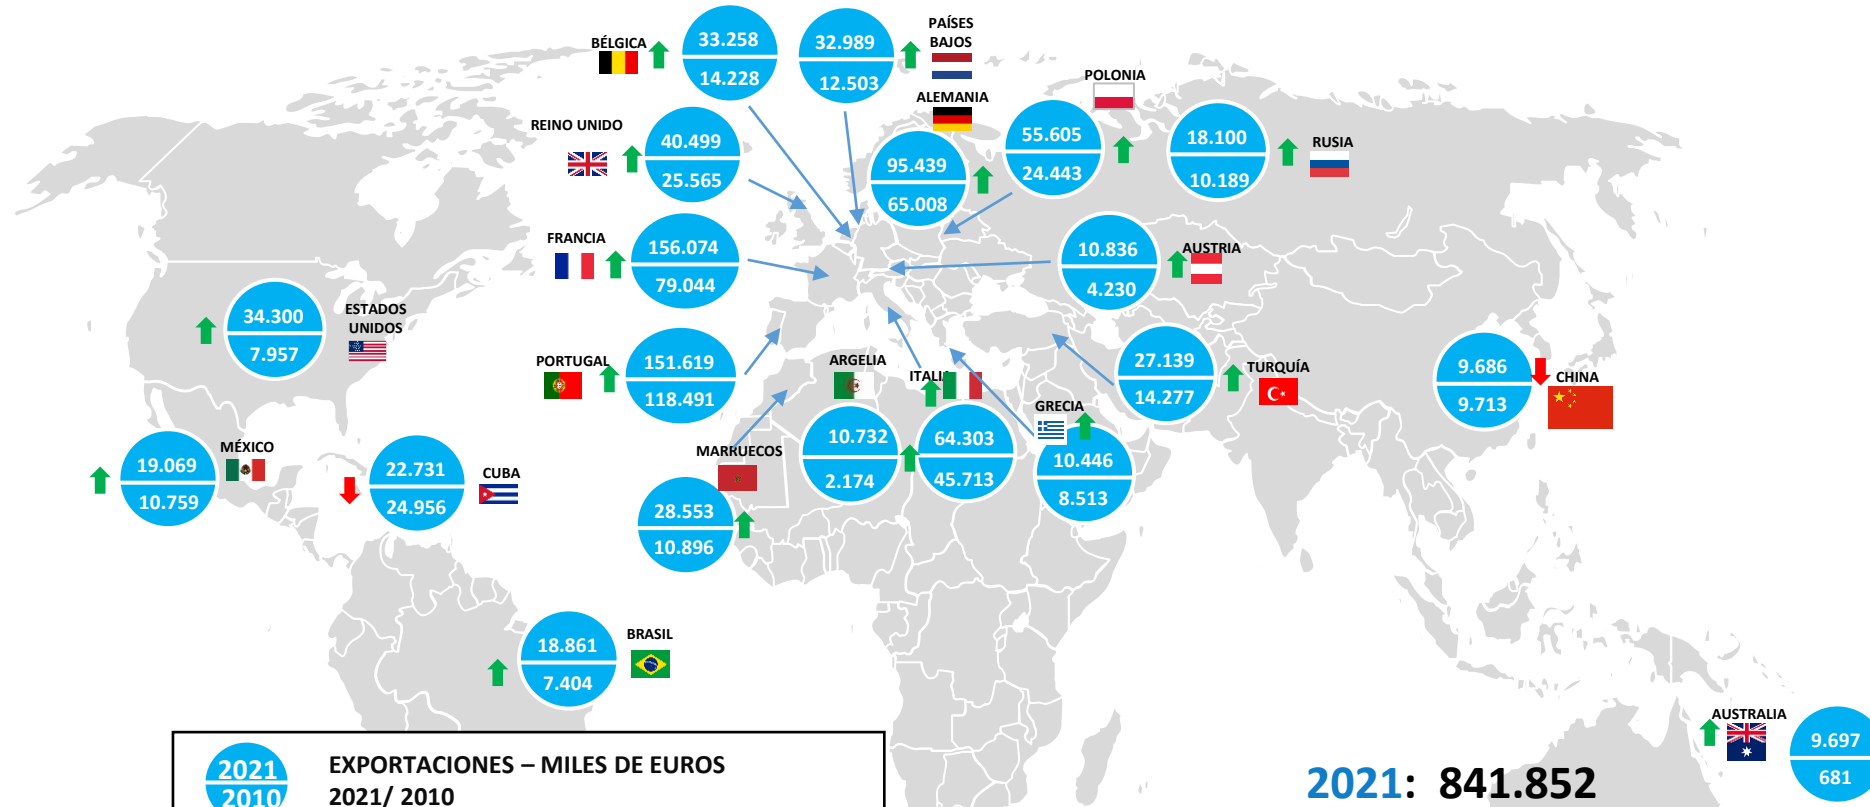 BÉLGICA
33.258
14.228
32.989
12.503
PAÍSES
BAJOS
ALEMANIA
95.439
65.008
POLONIA
55.605
24.443
18.100
10.189
RUSIA
REINO UNIDO
40.499
25.565
FRANCIA
156.074
79.044
10.836
4.230
AUSTRIA
34.300
7.957
ESTADOS
UNIDOS
PORTUGAL
151.619
118.491
ARGELIA
10.732
2.174
ITALIA
64.303
45.713
GRECIA
10.446
8.513
27.139
14.277
TURQUÍA
9.686
9.713
CHINA
MÉXICO
19.069
10.759
22.731
24.956
CUBA
MARRUECOS
28.553
10.896
18.861
7.404
BRASIL
AUSTRALIA
9.697
681
2021
2010
EXPORTACIONES – MILES DE EUROS
2021/ 2010
2021: 841.852